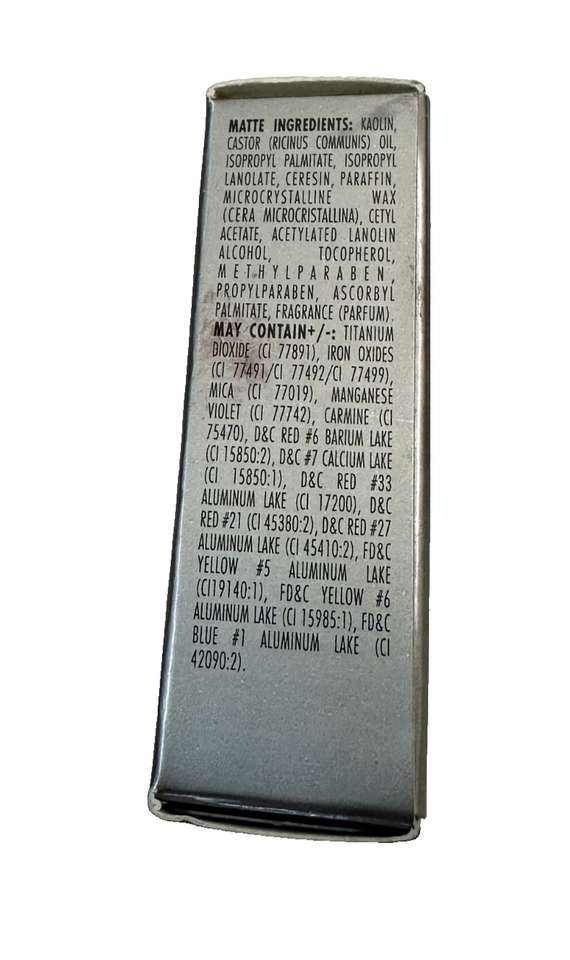 MATTE INGREDIENTS: KAOLIN,
CASTOR (RICINUS COMMUNIS) OIL,
ISOPROPYL PALMITATE, ISOPROPYL
LANOLATE, CERESIN, PARAFFIN,
MICROCRYSTALLINE WAX
(CERA MICROCRISTALLINA), CETYL
ACETATE, ACETYLATED LANOLIN
ALCOHOL, TOCOPHEROL,
METHYLPARABEN,
PROPYLPARABEN, ASCORBYL
PALMITATE, FRAGRANCE (PARFUM).
MAY CONTAIN+/-: TITANIUM
DIOXIDE (CI 77891), IRON OXIDES
(CI 77491/CI 77492/CI 77499),
MICA (CI 77019), MANGANESE
VIOLET (CI 77742), CARMINE (CI
75470), D&C RED #6 BARIUM LAKE
(CI 15850:2), D&C #7 CALCIUM LAKE
(CI 15850:1), D&C RED #33
ALUMINUM LAKE (CI 17200), D&C
RED #21 (CI 45380:2), D&C RED #27
ALUMINUM LAKE (CI 45410:2), FD&C
YELLOW #5 ALUMINUM LAKE
(CI19140:1), FD&C YELLOW #6
ALUMINUM LAKE (CI 15985:1), FD&C
BLUE #1 ALUMINUM LAKE (CI
42090:2).